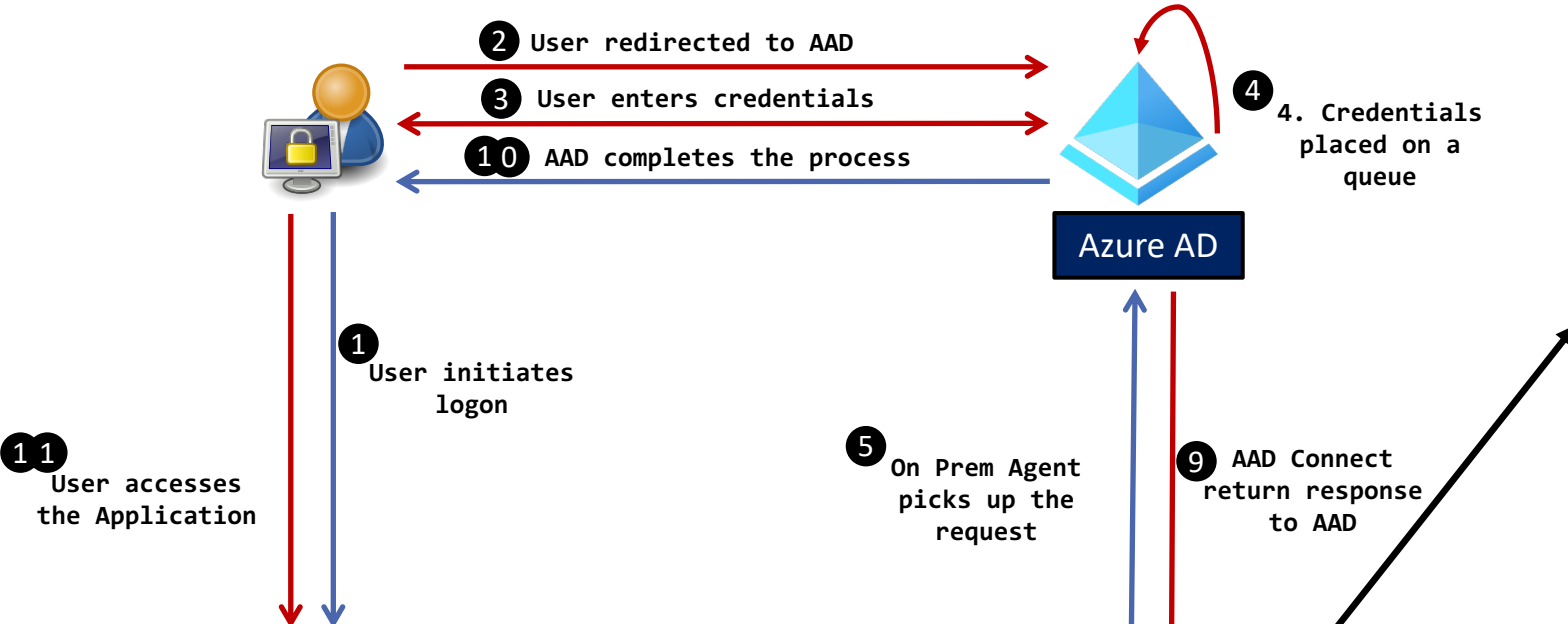 2 User redirected to AAD
3 User enters credentials
10 AAD completes the process
4
4. Credentials
placed on a
queue
Azure AD
1
User initiates
logon
11
User accesses
the Application
5
On Prem Agent
picks up the
request
9 AAD Connect
return response
to AAD